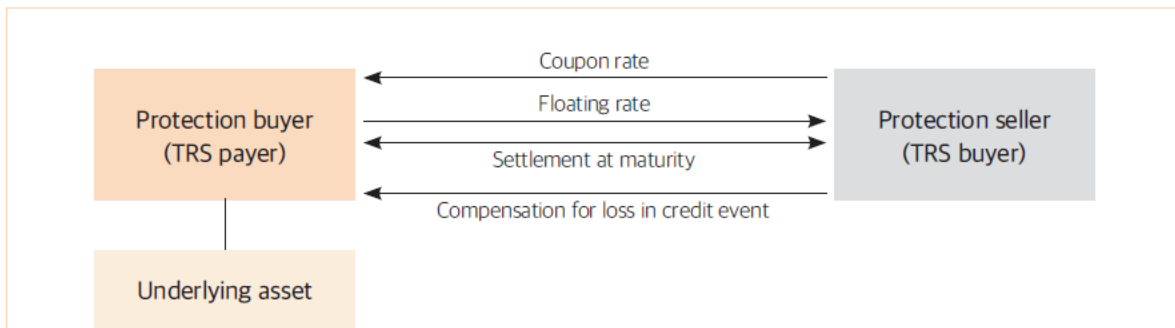 Coupon rate
Protection buyer
(TRS payer)
Floating rate
Settlement at maturity
Compensation for loss in credit event
Protection seller
(TRS buyer)
Underlying asset